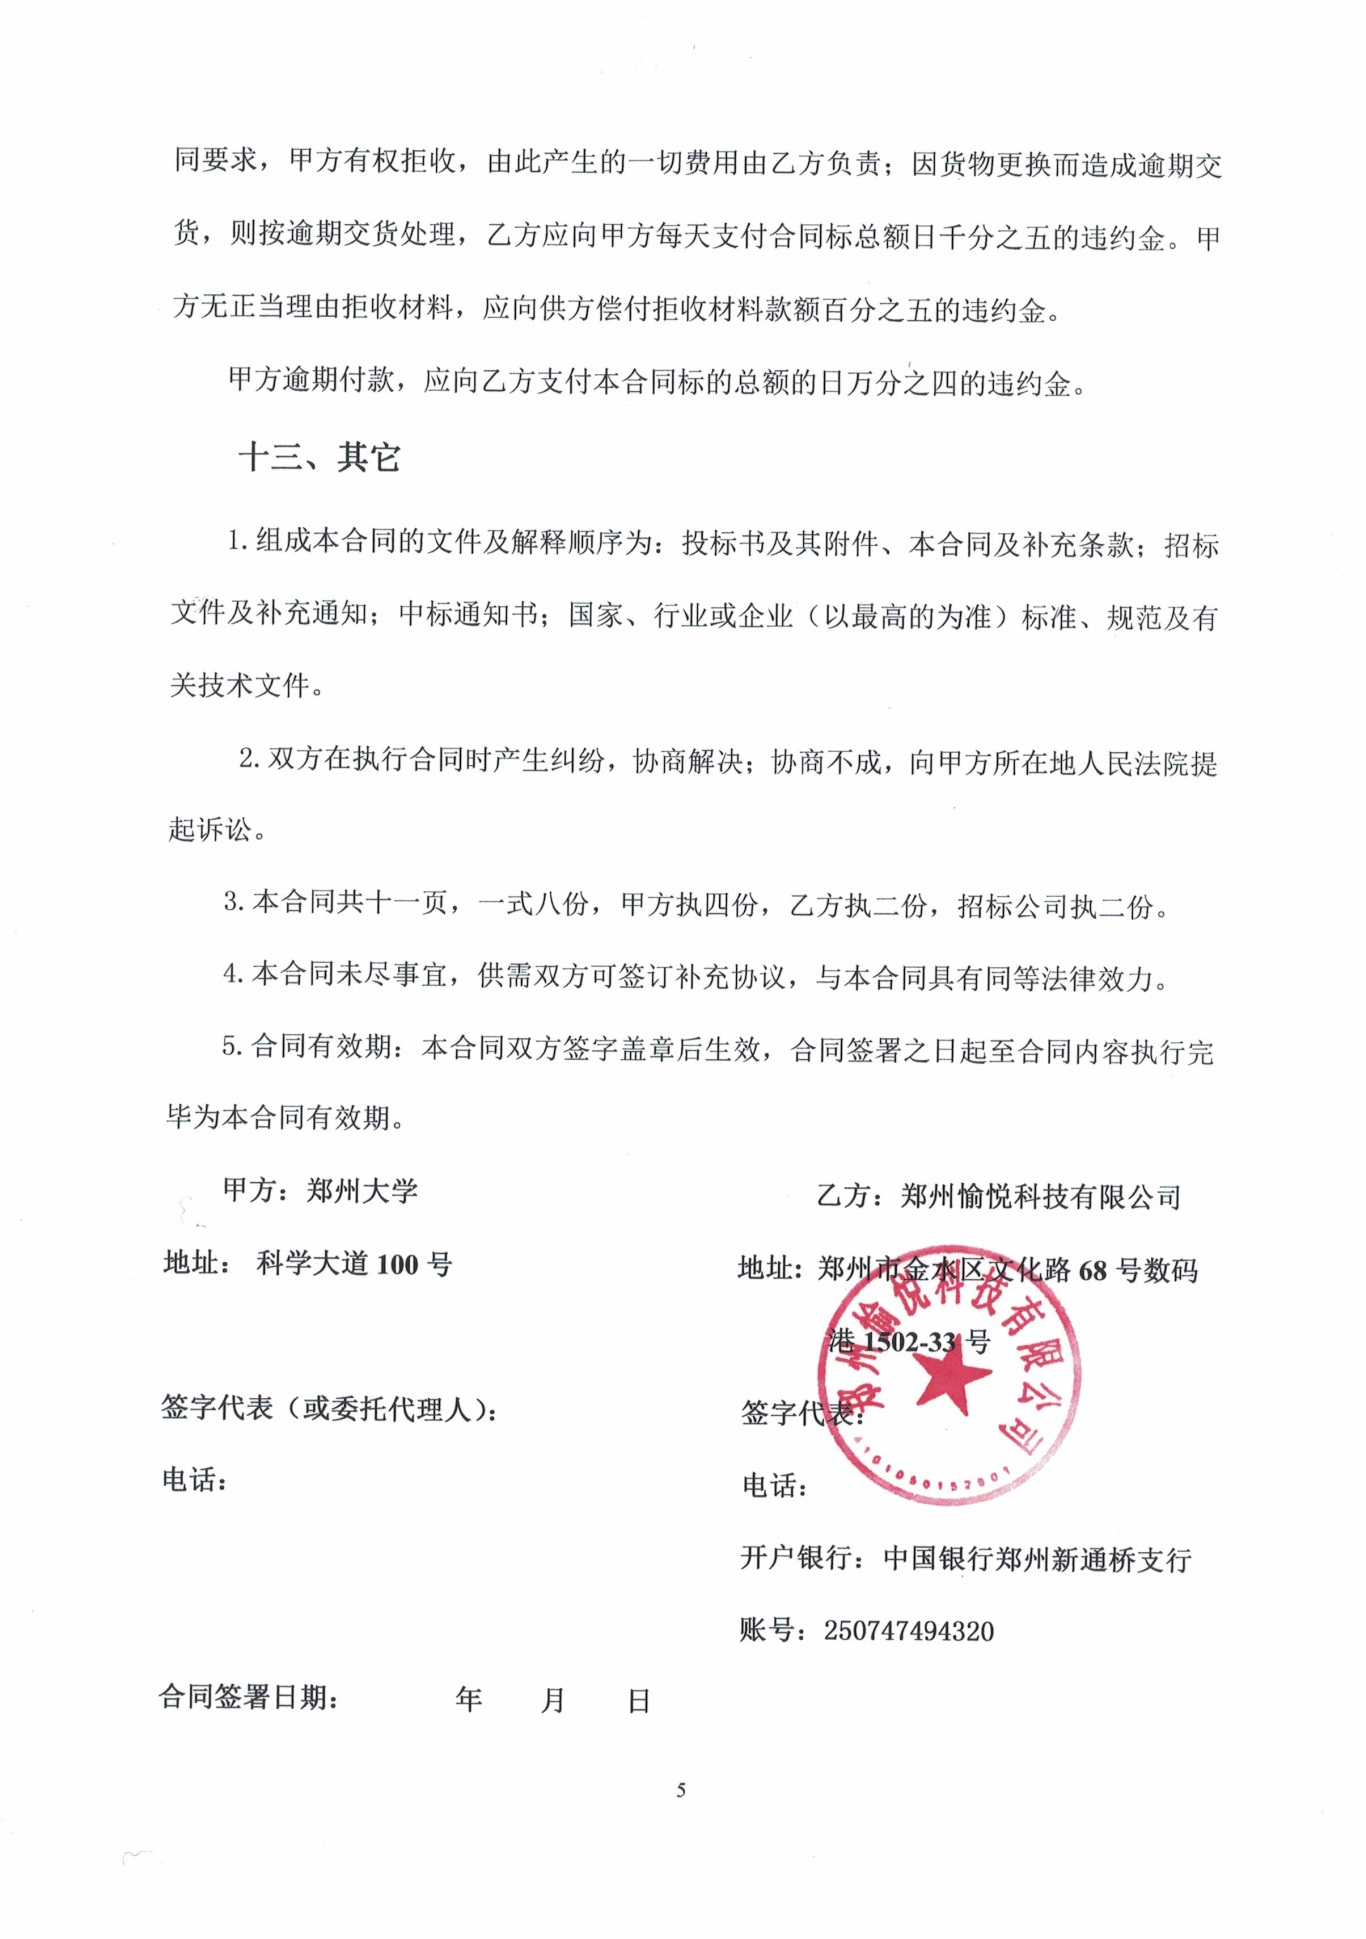 同要求，甲方有权拒收，由此产生的一切费用由乙方负责；因货物更换而造成逾期交
货，则按逾期交货处理，乙方应向甲方每天支付合同标总额日千分之五的违约金。甲
方无正当理由拒收材料，应向供方偿付拒收材料款额百分之五的违约金。
甲方逾期付款，应向乙方支付本合同标的总额的日万分之四的违约金。
十三、其它
1.组成本合同的文件及解释顺序为：投标书及其附件、本合同及补充条款；招标
文件及补充通知；中标通知书；国家、行业或企业（以最高的为准）标准、规范及有
关技术文件。
2.双方在执行合同时产生纠纷，协商解决；协商不成，向甲方所在地人民法院提
起诉讼。
3.本合同共十一页，一式八份，甲方执四份，乙方执二份，招标公司执二份。
4.本合同未尽事宜，供需双方可签订补充协议，与本合同具有同等法律效力。
5.合同有效期：本合同双方签字盖章后生效，合同签署之日起至合同内容执行完
毕为本合同有效期。
甲方：郑州大学
乙方：郑州愉悦科技有限公司
地址： 科学大道 100 号
地址：郑州市金水区文化路 68 号数码
港 1502-33 号
郑州愉悦科技有限公司
签字代表（或委托代理人）：
签字代表：
电话：
电话：
开户银行：中国银行郑州新通桥支行
账号：250747494320
合同签署日期： 年 月 日
5